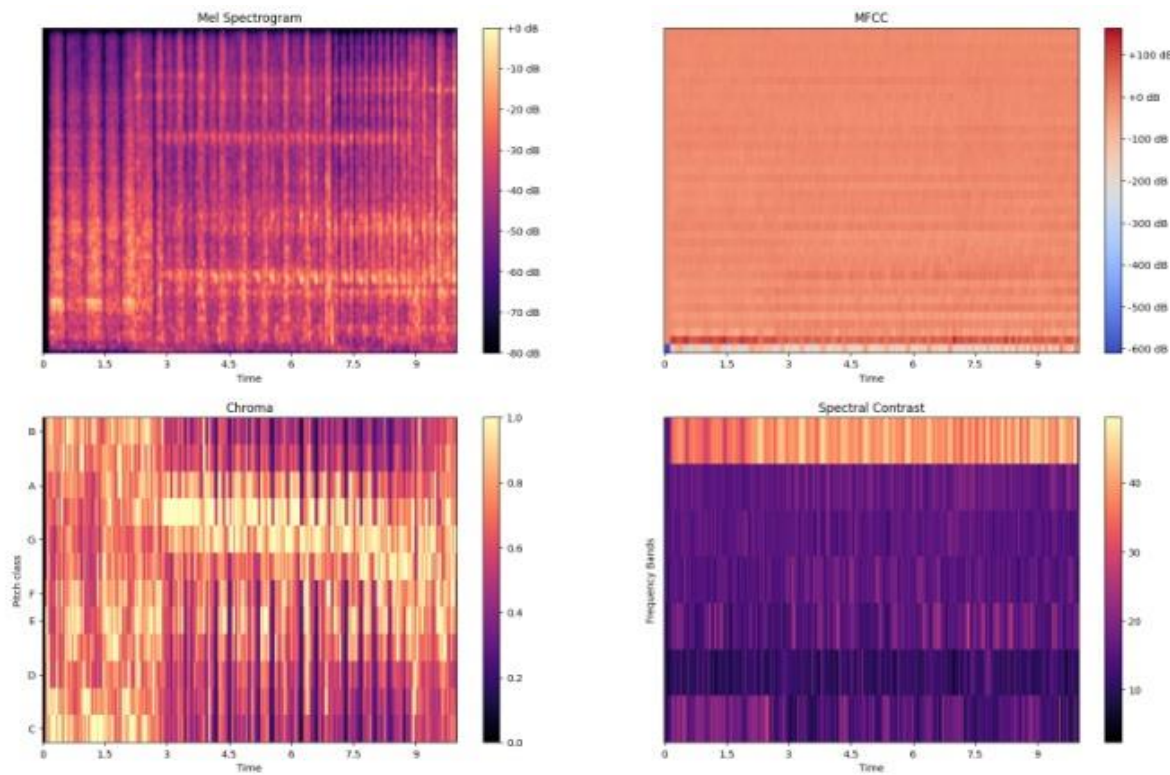 Mel Spectrogram
+0 dB
-10 dB
-20 dB
-30 dB
-40 dB
-50 dB
-60 dB
-70 dB
-80 dB
0 1.5 3 4.5 6 7.5 9
Time
MFCC
+100 dB
+0 dB
-100 dB
-200 dB
-300 dB
-400 dB
-500 dB
-600 dB
0 1.5 3 4.5 6 7.5 9
Time
Chroma
Pitch class
B
A
G
F
E
D
C
1.0
0.8
0.6
0.4
0.2
0.0
0 1.5 3 4.5 6 7.5 9
Time
Spectral Contrast
Frequency Bands
40
30
20
10
0 1.5 3 4.5 6 7.5 9
Time